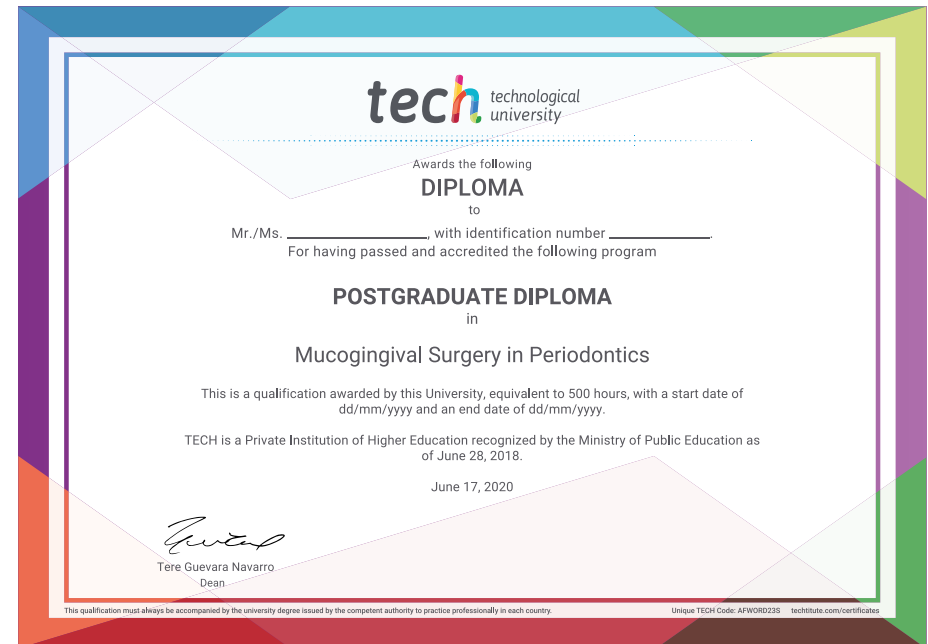 tech technological
university
Awards the following
DIPLOMA
to
Mr./Ms. ____________________, with identification number ______________.
For having passed and accredited the following program
POSTGRADUATE DIPLOMA
in
Mucogingival Surgery in Periodontics
This is a qualification awarded by this University, equivalent to 500 hours, with a start date of
dd/mm/yyyy and an end date of dd/mm/yyyy.
TECH is a Private Institution of Higher Education recognized by the Ministry of Public Education as
of June 28, 2018.
June 17, 2020
Tere Guevara Navarro
Dean
This qualification must always be accompanied by the university degree issued by the competent authority to practice professionally in each country.
Unique TECH Code: AFWORD23S techtitute.com/certificates